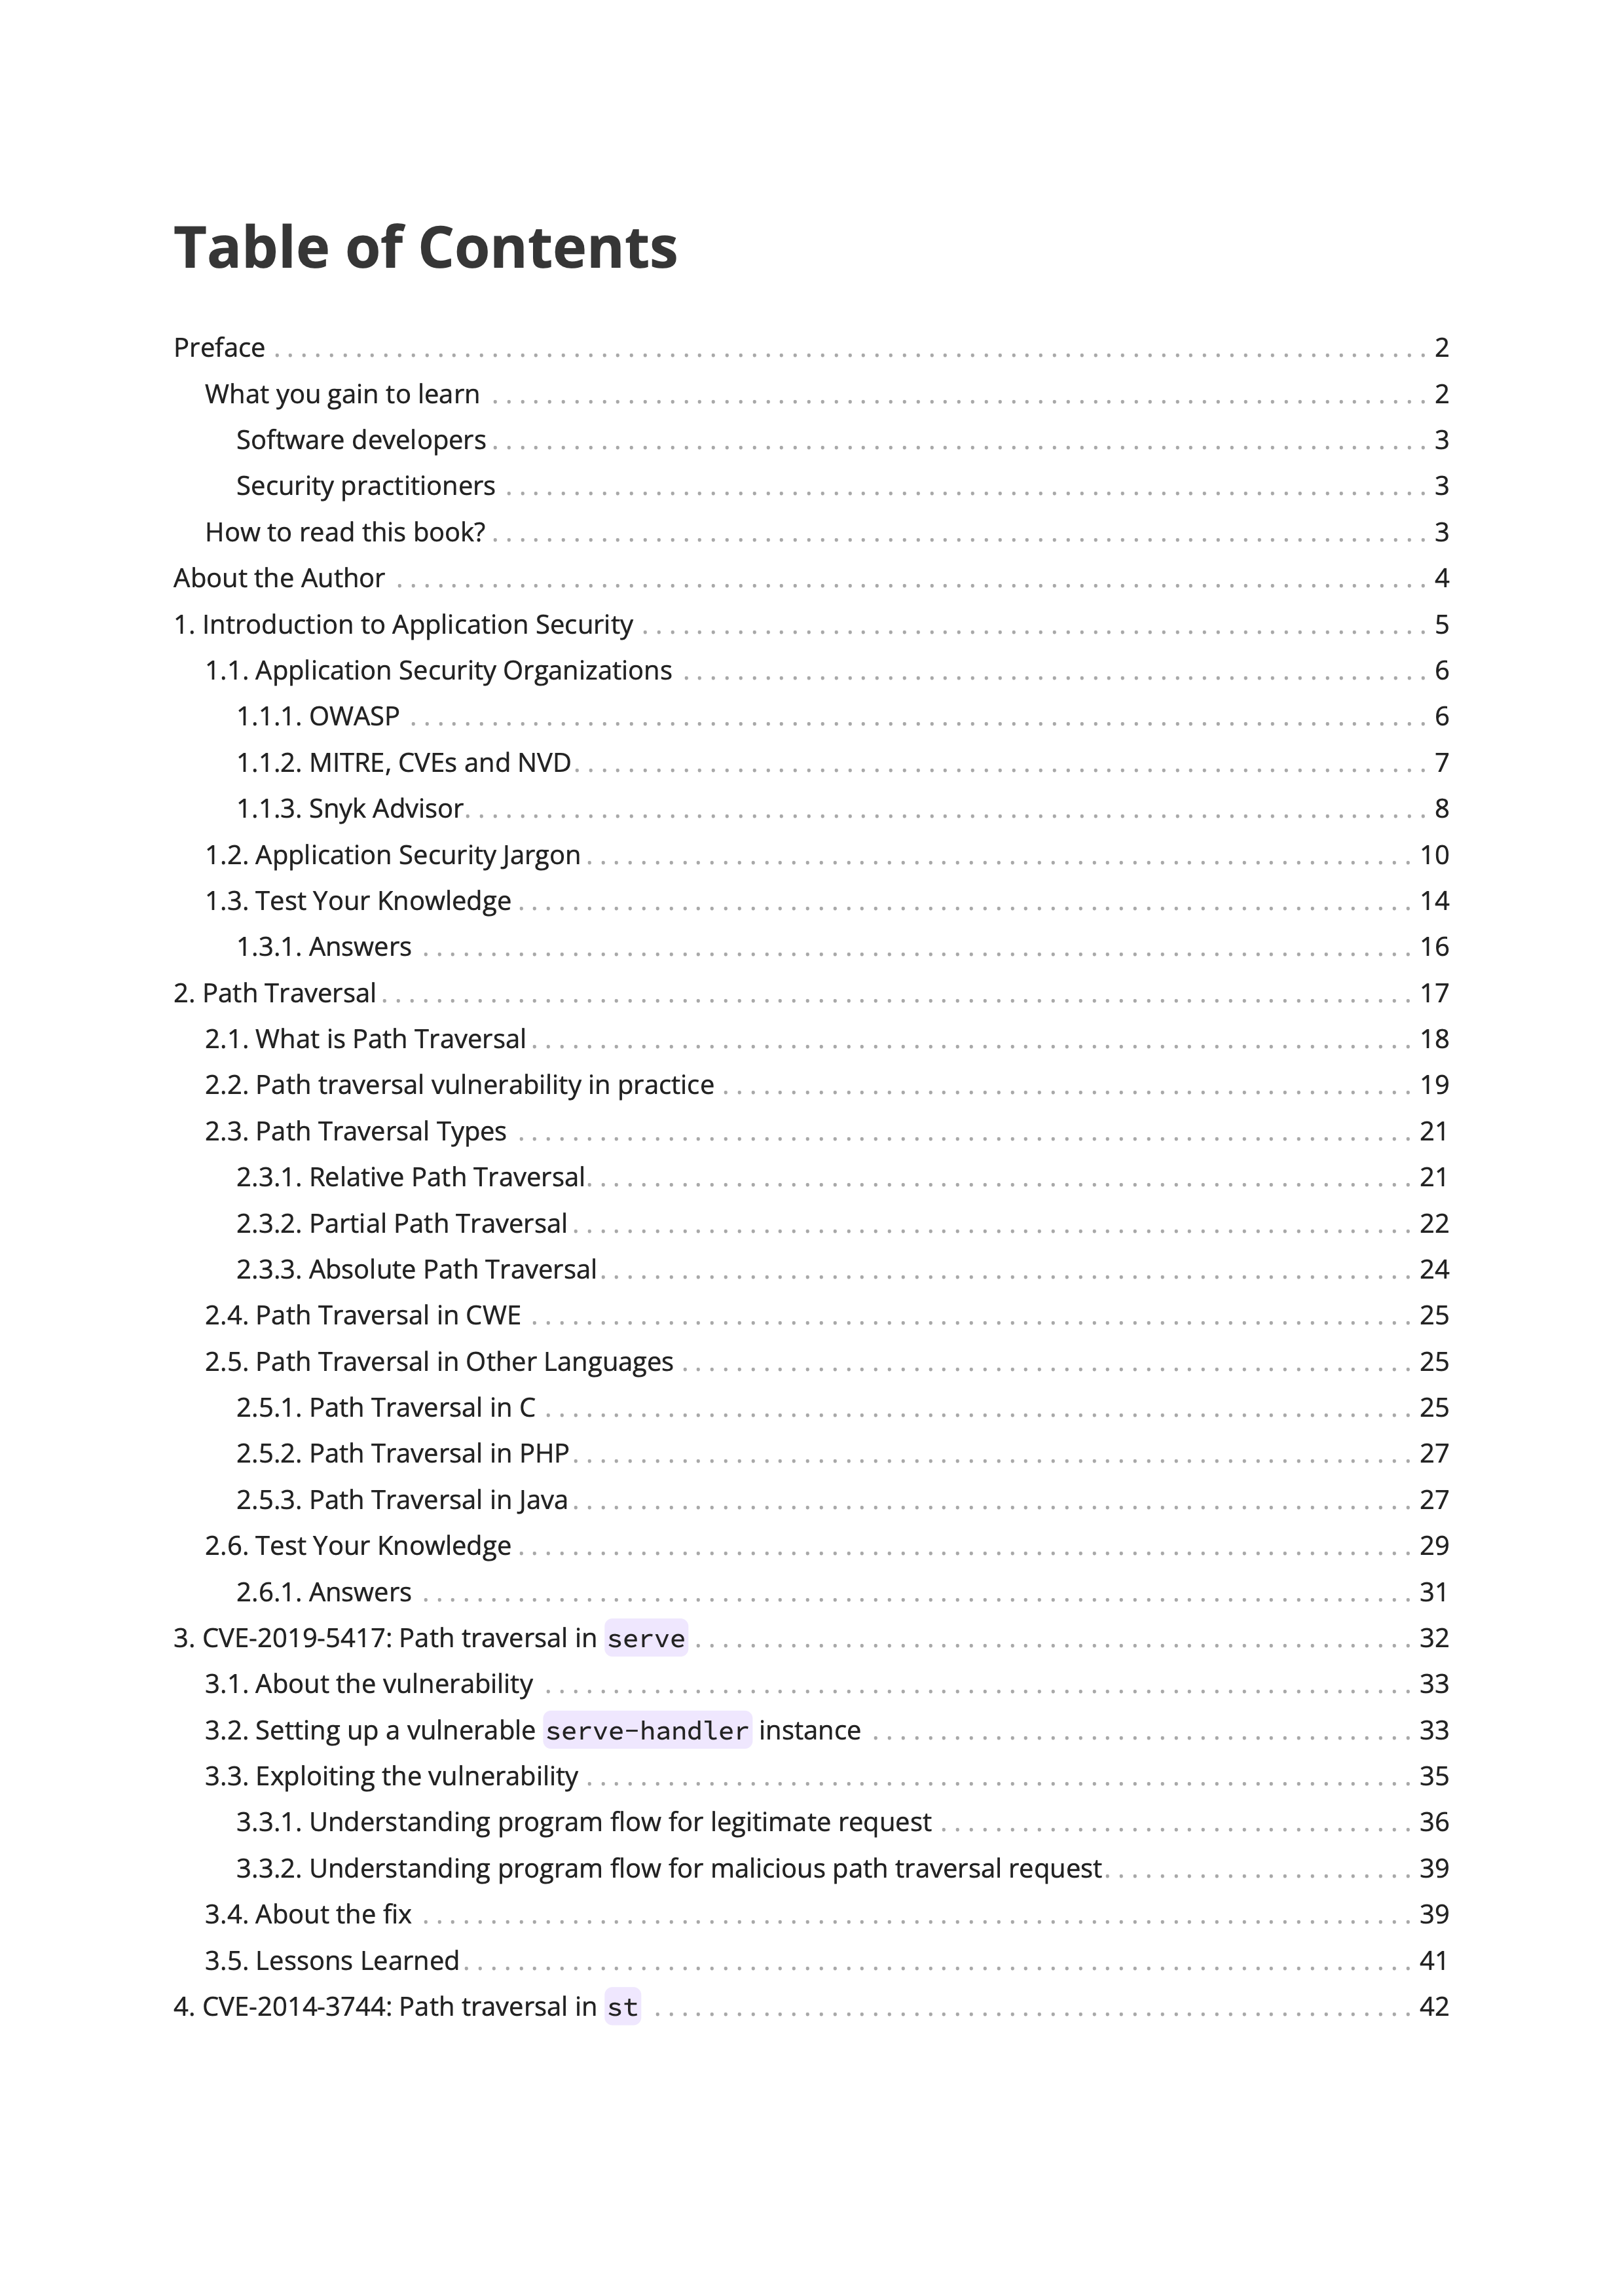 Table of Contents
Preface 2
What you gain to learn 2
Software developers 3
Security practitioners 3
How to read this book? 3
About the Author 4
1. Introduction to Application Security 5
1.1. Application Security Organizations 6
1.1.1. OWASP 6
1.1.2. MITRE, CVEs and NVD 7
1.1.3. Snyk Advisor 8
1.2. Application Security Jargon 10
1.3. Test Your Knowledge 14
1.3.1. Answers 16
2. Path Traversal 17
2.1. What is Path Traversal 18
2.2. Path traversal vulnerability in practice 19
2.3. Path Traversal Types 21
2.3.1. Relative Path Traversal 21
2.3.2. Partial Path Traversal 22
2.3.3. Absolute Path Traversal 24
2.4. Path Traversal in CWE 25
2.5. Path Traversal in Other Languages 25
2.5.1. Path Traversal in C 25
2.5.2. Path Traversal in PHP 27
2.5.3. Path Traversal in Java 27
2.6. Test Your Knowledge 29
2.6.1. Answers 31
3. CVE-2019-5417: Path traversal in serve 32
3.1. About the vulnerability 33
3.2. Setting up a vulnerable serve-handler instance 33
3.3. Exploiting the vulnerability 35
3.3.1. Understanding program flow for legitimate request 36
3.3.2. Understanding program flow for malicious path traversal request 39
3.4. About the fix 39
3.5. Lessons Learned 41
4. CVE-2014-3744: Path traversal in st 42